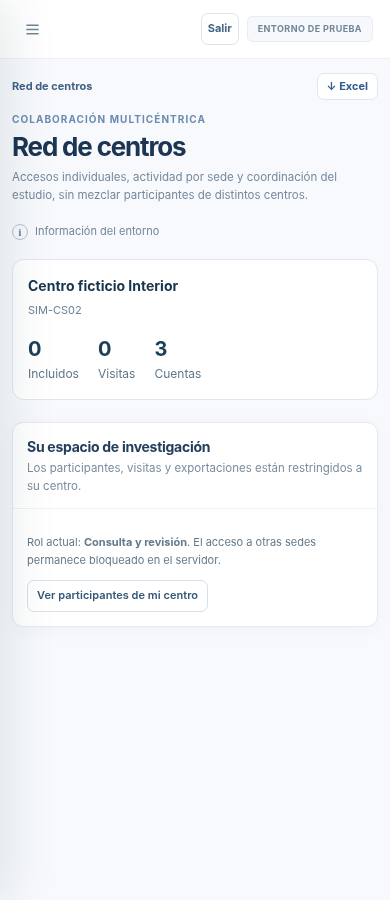 Salir
ENTORNO DE PRUEBA
Red de centros
↓ Excel
COLABORACIÓN MULTICÉNTRICA
Red de centros
Accesos individuales, actividad por sede y coordinación del
estudio, sin mezclar participantes de distintos centros.
i Información del entorno
Centro ficticio Interior
SIM-CS02
0 0 3
Incluidos Visitas Cuentas
Su espacio de investigación
Los participantes, visitas y exportaciones están restringidos a
su centro.
Rol actual: Consulta y revisión. El acceso a otras sedes
permanece bloqueado en el servidor.
Ver participantes de mi centro